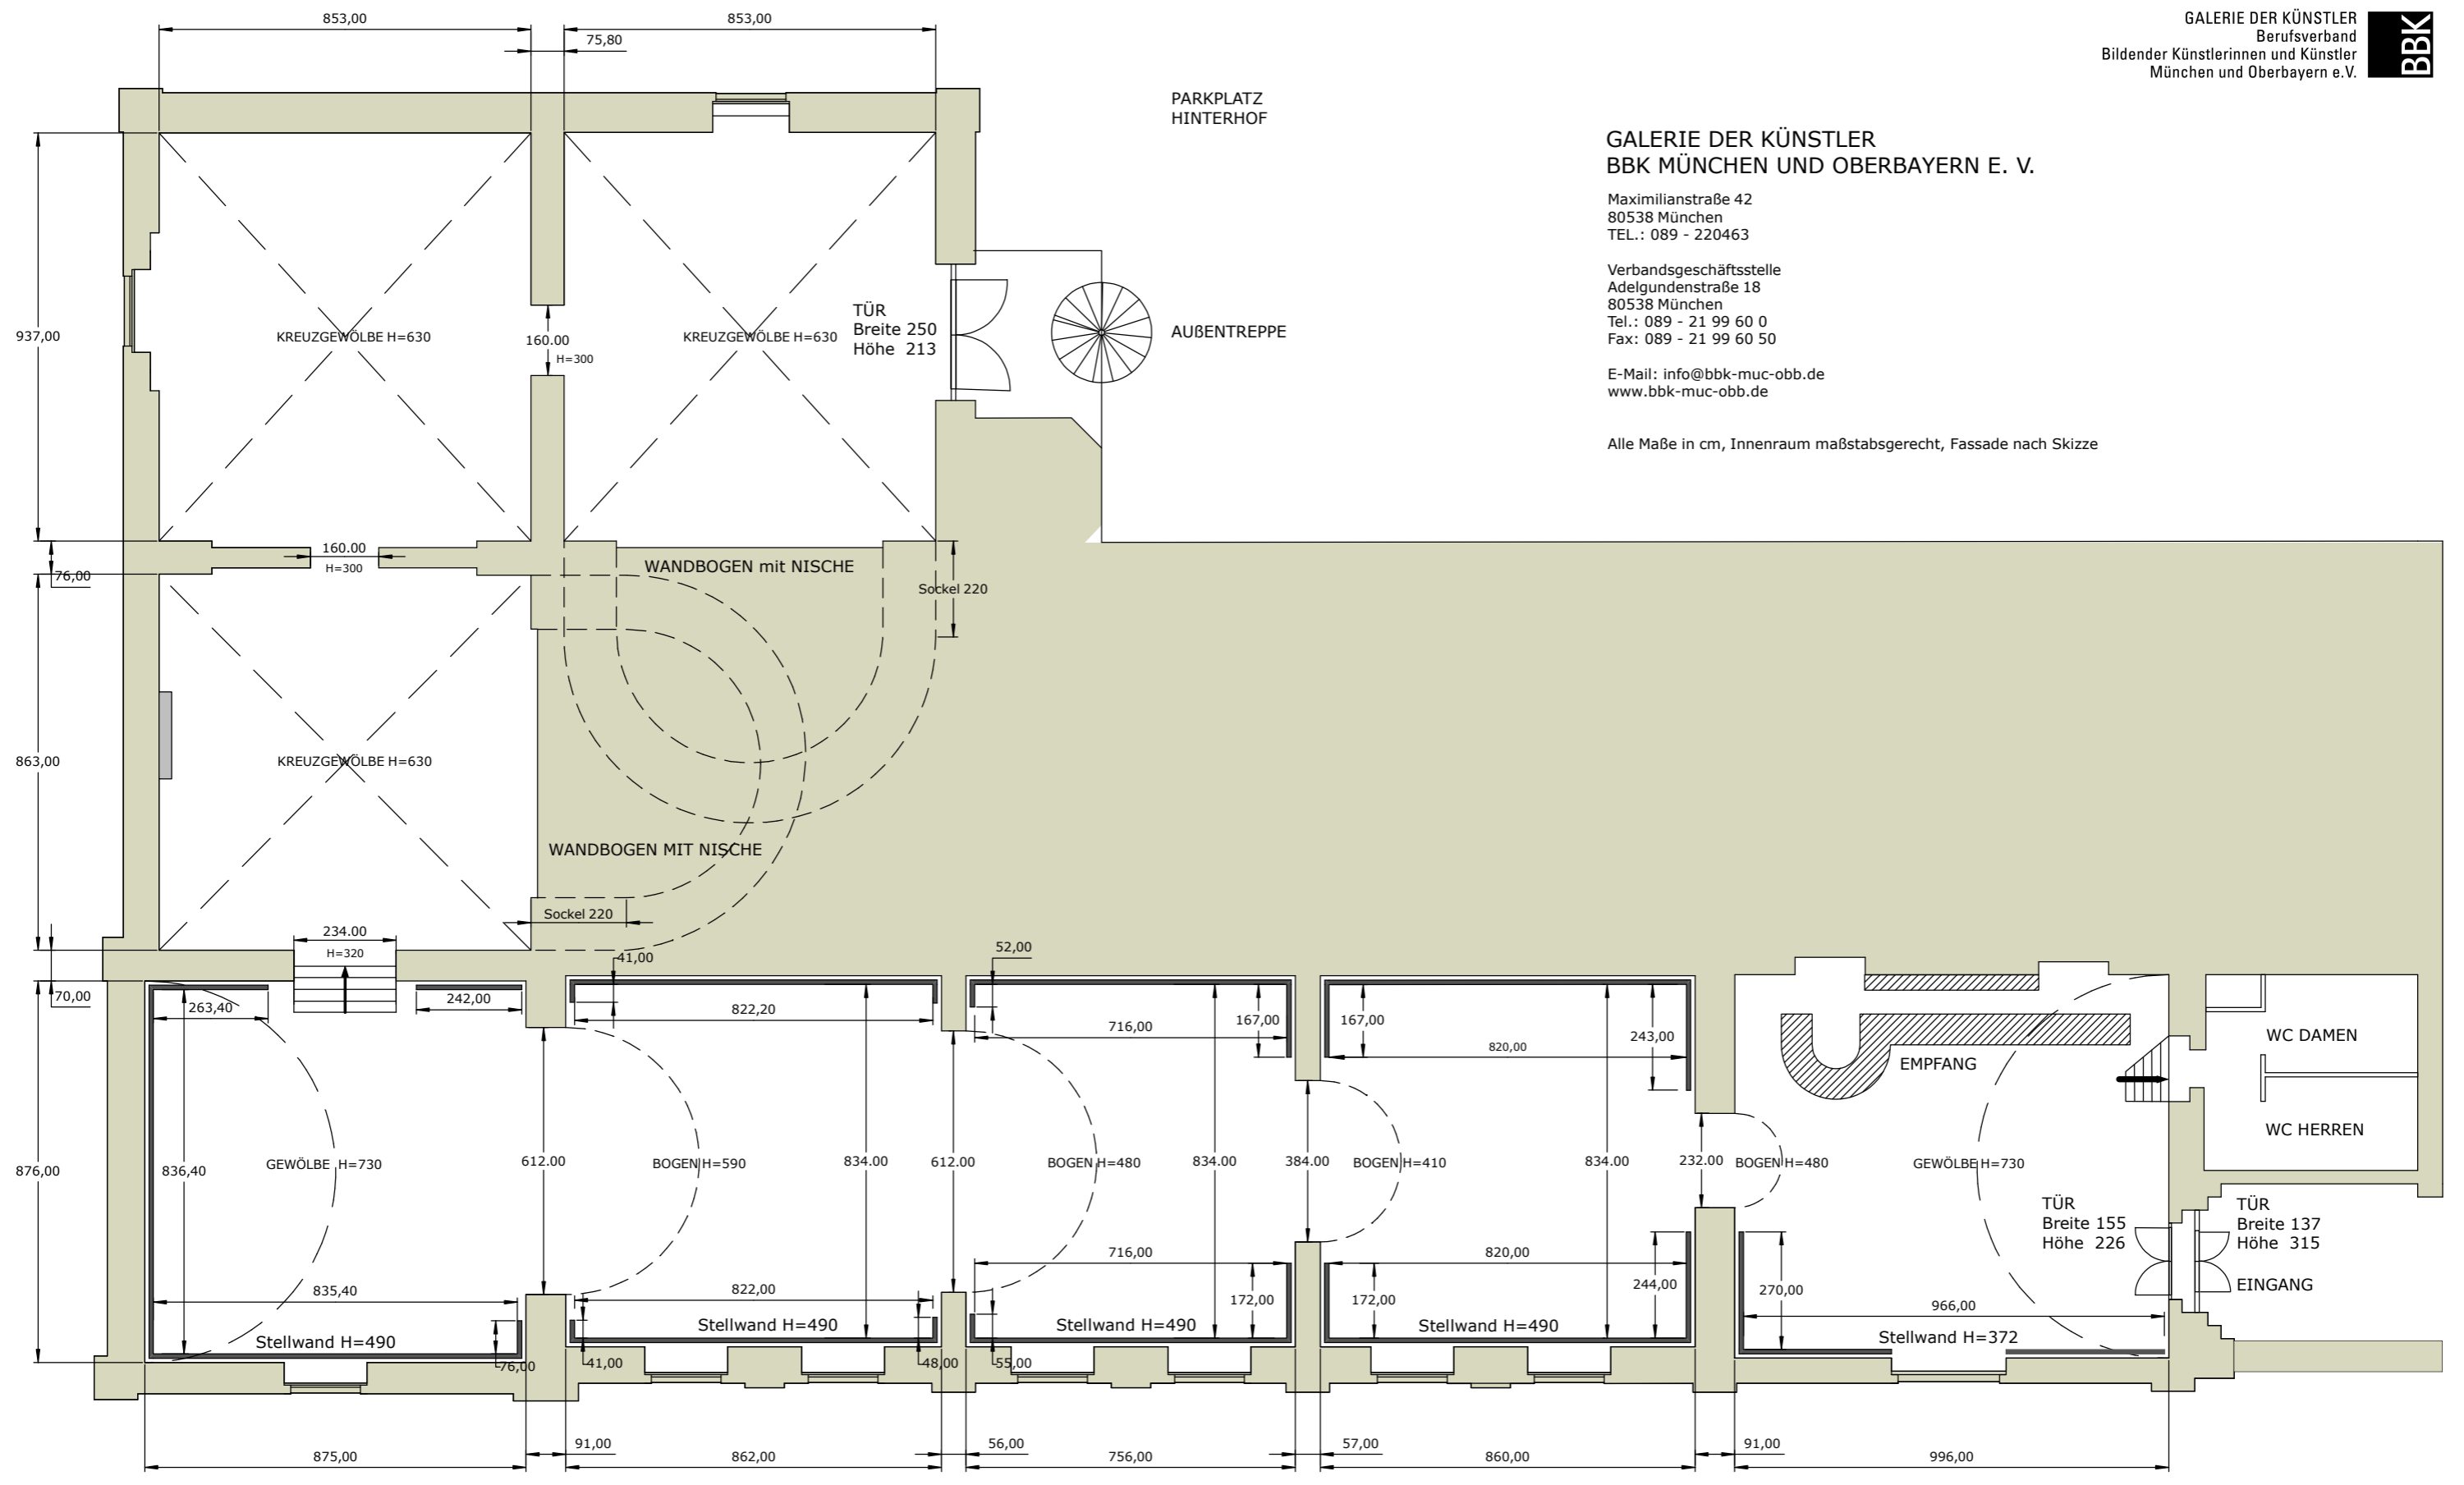 853,00
853,00
75,80
GALERIE DER KÜNSTLER
Berufsverband
Bildender Künstlerinnen und Künstler
München und Oberbayern e.V.
BBK
PARKPLATZ
HINTERHOF
GALERIE DER KÜNSTLER
BBK MÜNCHEN UND OBERBAYERN E. V.
Maximilianstraße 42
80538 München
TEL.: 089 - 220463
Verbandsgeschäftsstelle
Adelgundenstraße 18
80538 München
Tel.: 089 - 21 99 60 0
Fax: 089 - 21 99 60 50
E-Mail: info@bbk-muc-obb.de
www.bbk-muc-obb.de
Alle Maße in cm, Innenraum maßstabsgerecht, Fassade nach Skizze
937,00
KREUZGEWÖLBE H=630
160.00
H=300
KREUZGEWÖLBE H=630
TÜR
Breite 250
Höhe 213
AUßENTREPPE
160.00
H=300
76,00
WANDBOGEN mit NISCHE
Sockel 220
863,00
KREUZGEWÖLBE H=630
WANDBOGEN MIT NISCHE
Sockel 220
234.00
H=320
70,00
263,40
242,00
41,00
822,20
52,00
716,00
167,00
167,00
820,00
243,00
EMPFANG
WC DAMEN
WC HERREN
876,00
836,40
GEWÖLBE H=730
612.00
BOGEN H=590
834.00
612.00
BOGEN H=480
834.00
384.00
BOGEN H=410
834.00
232.00
BOGEN H=480
GEWÖLBE H=730
TÜR
Breite 155
Höhe 226
TÜR
Breite 137
Höhe 315
EINGANG
835,40
Stellwand H=490
76,00
822,00
Stellwand H=490
41,00
48,00
716,00
172,00
Stellwand H=490
55,00
820,00
172,00
244,00
Stellwand H=490
270,00
966,00
Stellwand H=372
875,00
91,00
862,00
56,00
756,00
57,00
860,00
91,00
996,00